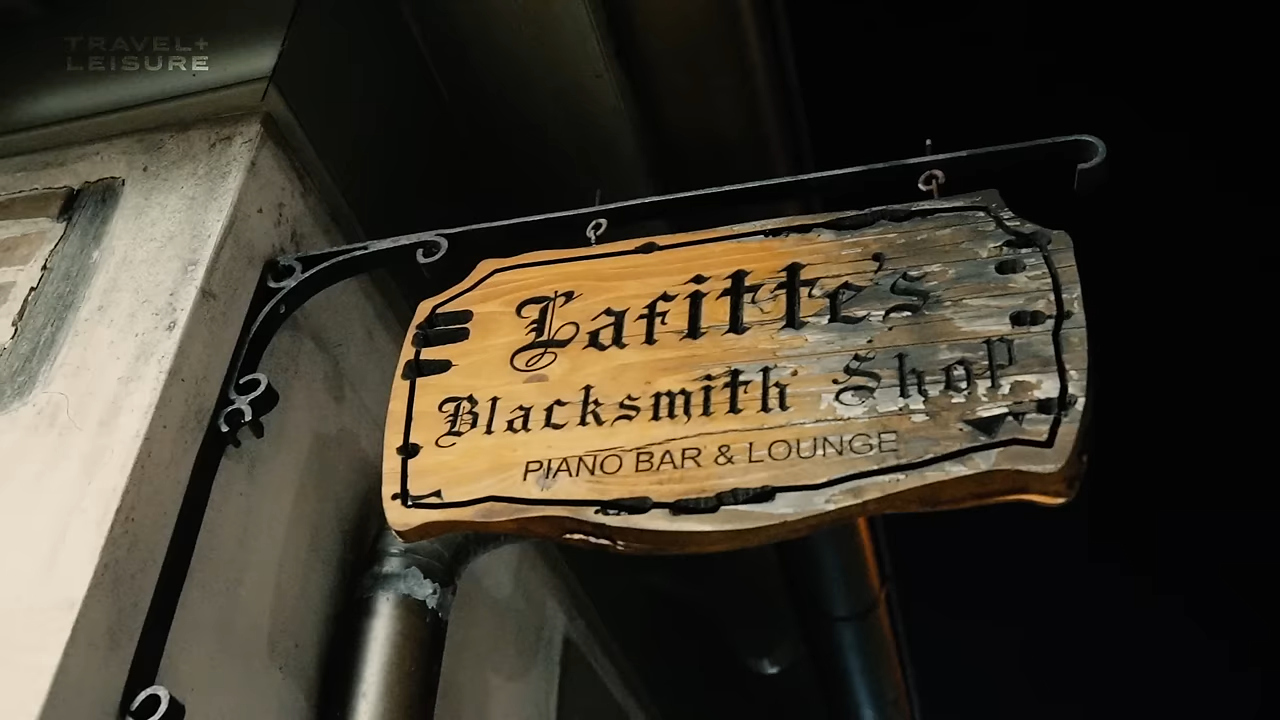 TRAVEL+
LEISURE
Lafitte's
Blacksmith Shop
PIANO BAR & LOUNGE